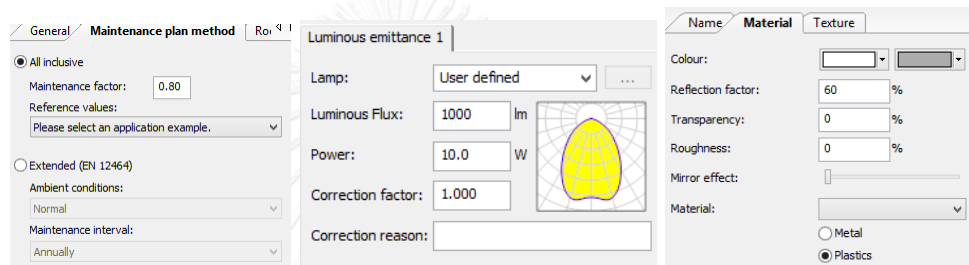 General
Maintenance plan method
All inclusive
Maintenance factor:
0.80
Reference values:
Please select an application example.
Extended (EN 12464)
Ambient conditions:
Normal
Maintenance interval:
Annually
Luminous emittance 1
Lamp:
User defined
...
Luminous Flux:
1000
lm
Power:
10.0
W
Correction factor:
1.000
Correction reason:
Name
Material
Texture
Colour:
Reflection factor:
60
%
Transparency:
0
%
Roughness:
0
%
Mirror effect:
Material:
Metal
Plastics